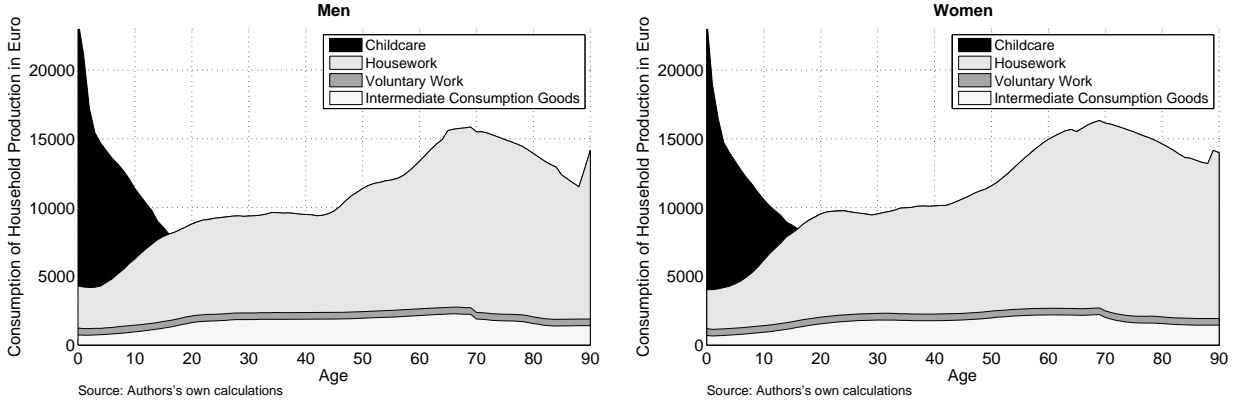 Men
Consumption of Household Production in Euro
20000
15000
10000
5000
0
Childcare
Housework
Voluntary Work
Intermediate Consumption Goods
0 10 20 30 40 50 60 70 80 90
Age
Source: Authors's own calculations
Women
Consumption of Household Production in Euro
20000
15000
10000
5000
0
Childcare
Housework
Voluntary Work
Intermediate Consumption Goods
0 10 20 30 40 50 60 70 80 90
Age
Source: Authors's own calculations